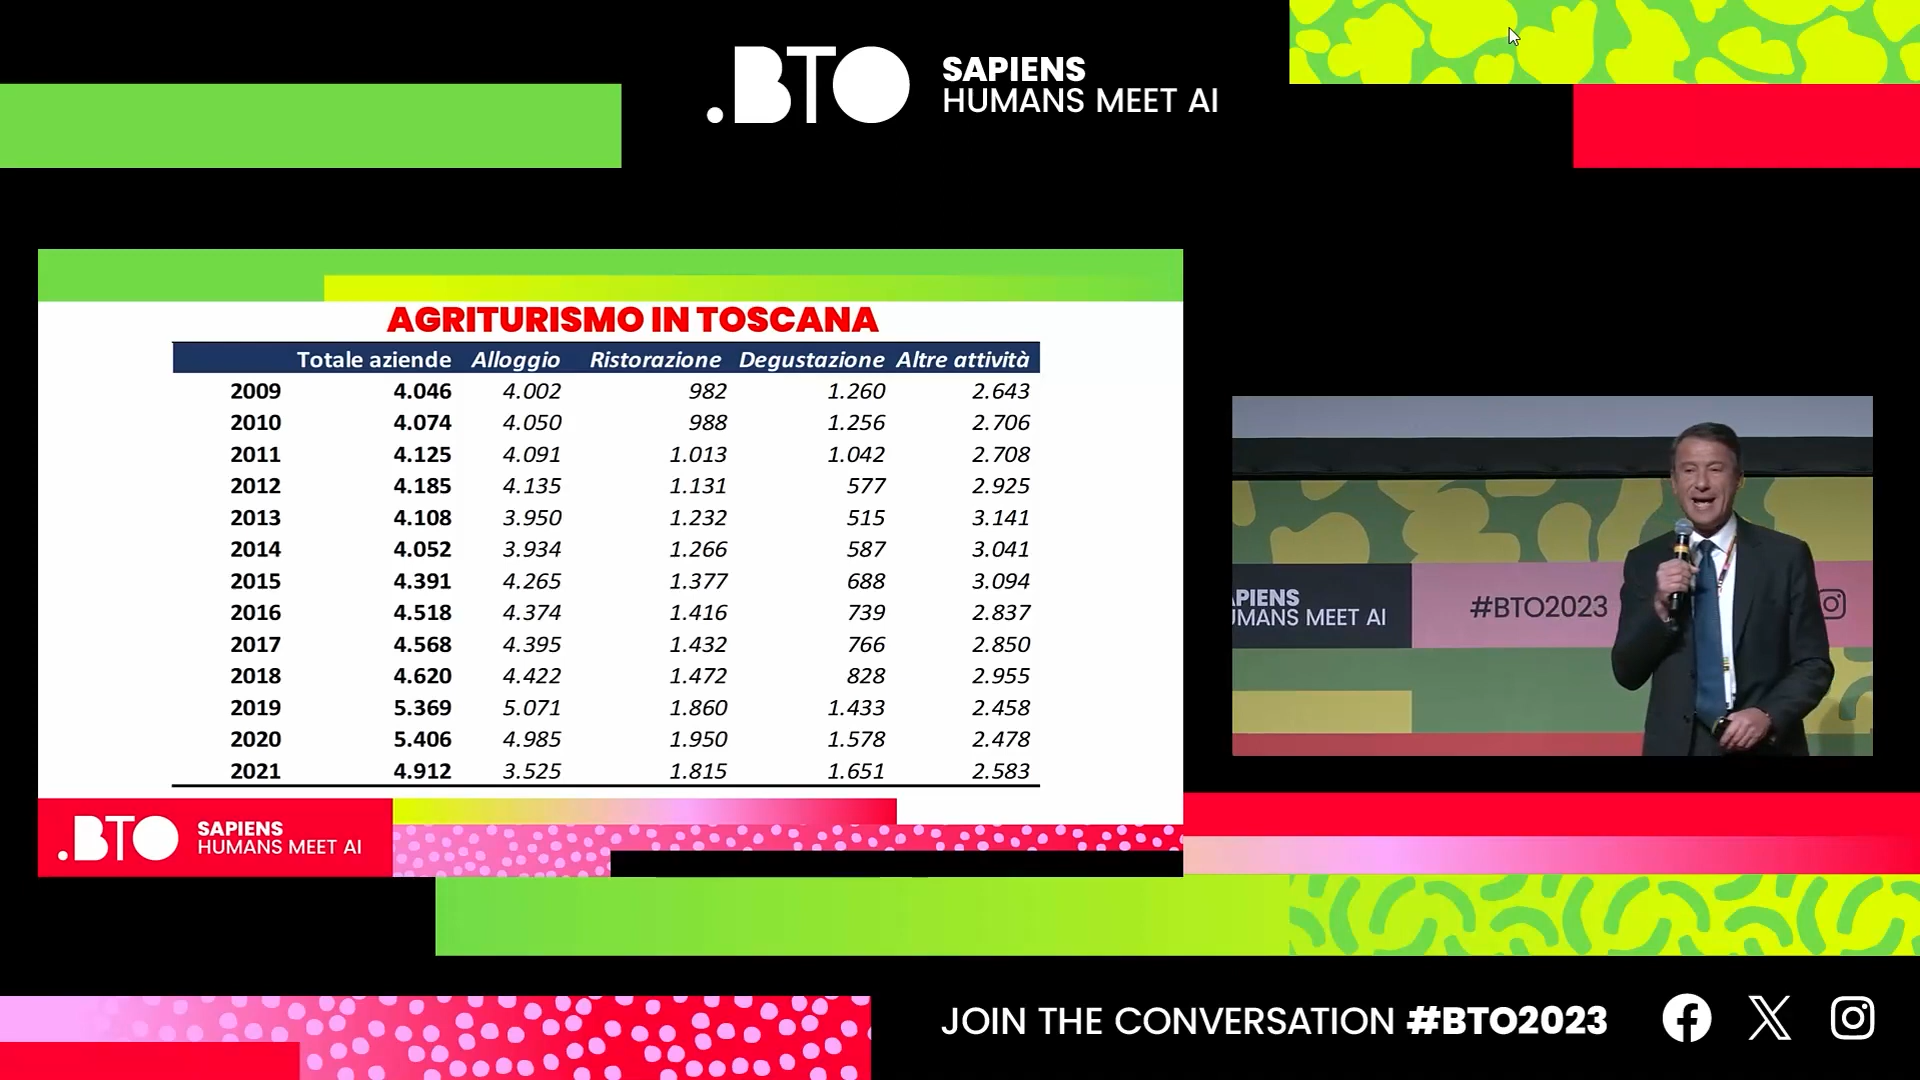 .BTO SAPIENS
HUMANS MEET AI
AGRITURISMO IN TOSCANA
Totale aziende Alloggio Ristorazione Degustazione Altre attività
2009 4.046 4.002 982 1.260 2.643
2010 4.074 4.050 988 1.256 2.706
2011 4.125 4.091 1.013 1.042 2.708
2012 4.185 4.135 1.131 577 2.925
2013 4.108 3.950 1.232 515 3.141
2014 4.052 3.934 1.266 587 3.041
2015 4.391 4.265 1.377 688 3.094
2016 4.518 4.374 1.416 739 2.837
2017 4.568 4.395 1.432 766 2.850
2018 4.620 4.422 1.472 828 2.955
2019 5.369 5.071 1.860 1.433 2.458
2020 5.406 4.985 1.950 1.578 2.478
2021 4.912 3.525 1.815 1.651 2.583
.BTO SAPIENS
HUMANS MEET AI
APIENS
UMANS MEET AI
#BTO2023
JOIN THE CONVERSATION #BTO2023